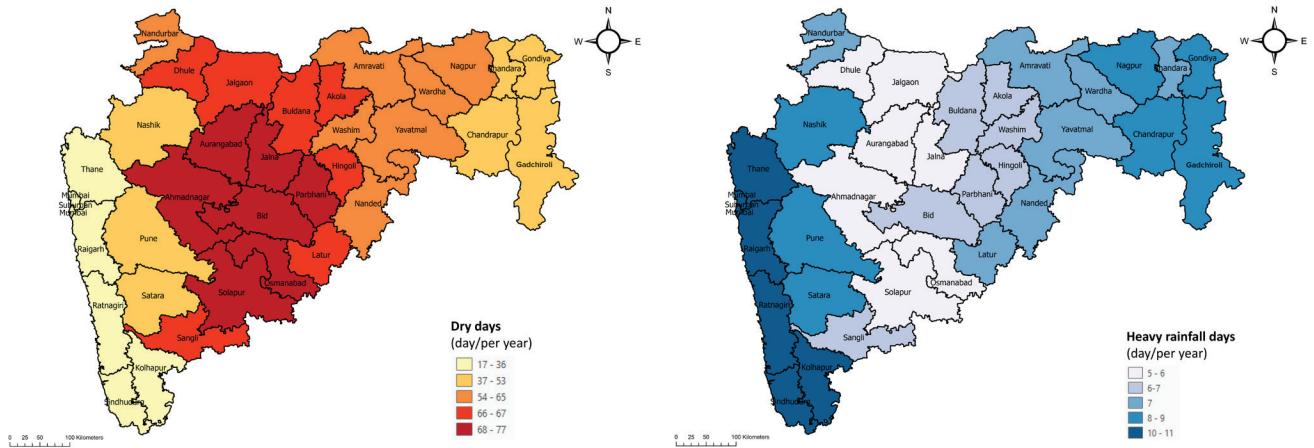 N
W E
S
Nandurbar
Dhule
Jalgaon
Buldana
Akola
Amravati
Nagpur
Wardha
Bhandara
Gondiya
Washim
Yavatmal
Chandrapur
Gadchiroli
Nashik
Aurangabad
Jalna
Hingoli
Parbhani
Nanded
Thane
Ahmadnagar
Bid
Mumbai
Suburban
Mumbai
Raigarh
Pune
Latur
Osmanabad
Solapur
Satara
Ratnagiri
Sangli
Kolhapur
Sindhudurg
Dry days
(day/per year)
17 - 36
37 - 53
54 - 65
66 - 67
68 - 77
0 25 50 100 Kilometers
N
W E
S
Nandurbar
Dhule
Jalgaon
Buldana
Akola
Amravati
Nagpur
Wardha
Bhandara
Gondiya
Washim
Yavatmal
Chandrapur
Gadchiroli
Nashik
Aurangabad
Jalna
Hingoli
Parbhani
Nanded
Thane
Ahmadnagar
Bid
Mumbai
Suburban
Mumbai
Raigarh
Pune
Latur
Osmanabad
Solapur
Satara
Ratnagiri
Sangli
Kolhapur
Sindhudurg
Heavy rainfall days
(day/per year)
5 - 6
6-7
7
8 - 9
10 - 11
0 25 50 100 Kilometers